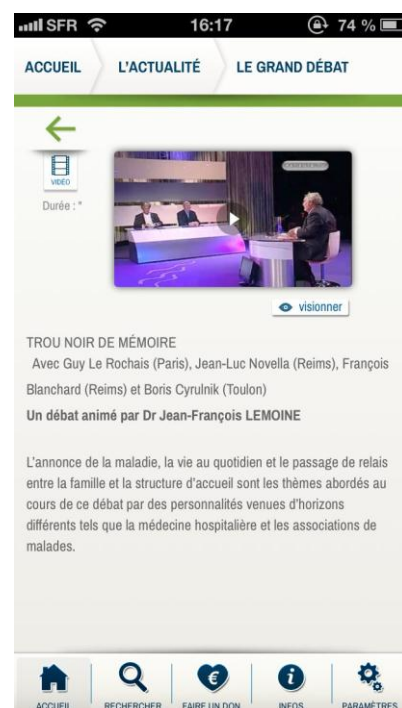 SFR 16:17 74 %
ACCUEIL L'ACTUALITÉ LE GRAND DÉBAT
VIDÉO
Durée : "
visionner
TROU NOIR DE MÉMOIRE
Avec Guy Le Rochais (Paris), Jean-Luc Novella (Reims), François
Blanchard (Reims) et Boris Cyrulnik (Toulon)
Un débat animé par Dr Jean-François LEMOINE
L'annonce de la maladie, la vie au quotidien et le passage de relais
entre la famille et la structure d'accueil sont les thèmes abordés au
cours de ce débat par des personnalités venues d'horizons
différents tels que la médecine hospitalière et les associations de
malades.
ACCUEIL RECHERCHER FAIRE UN DON INFOS PARAMÈTRES